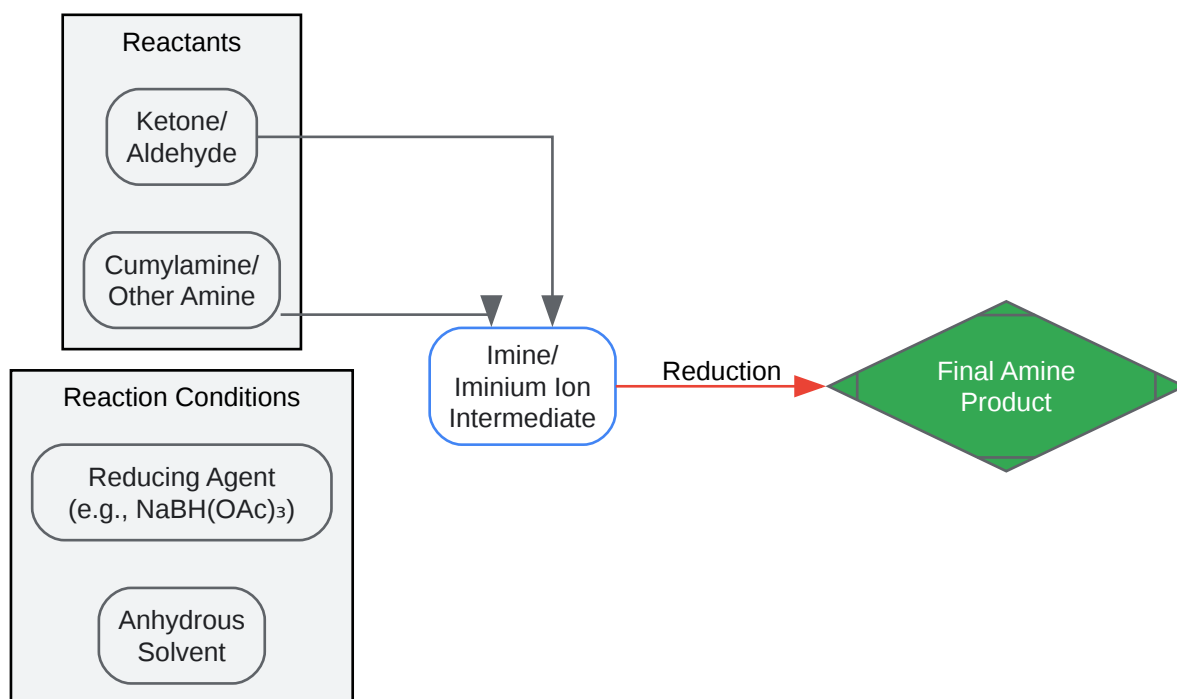 Reactants
Ketone/
Aldehyde
Cumylamine/
Other Amine
Reaction Conditions
Reducing Agent
(e.g., NaBH(OAc)₃)
Anhydrous
Solvent
Imine/
Iminium Ion
Intermediate
Reduction
Final Amine
Product